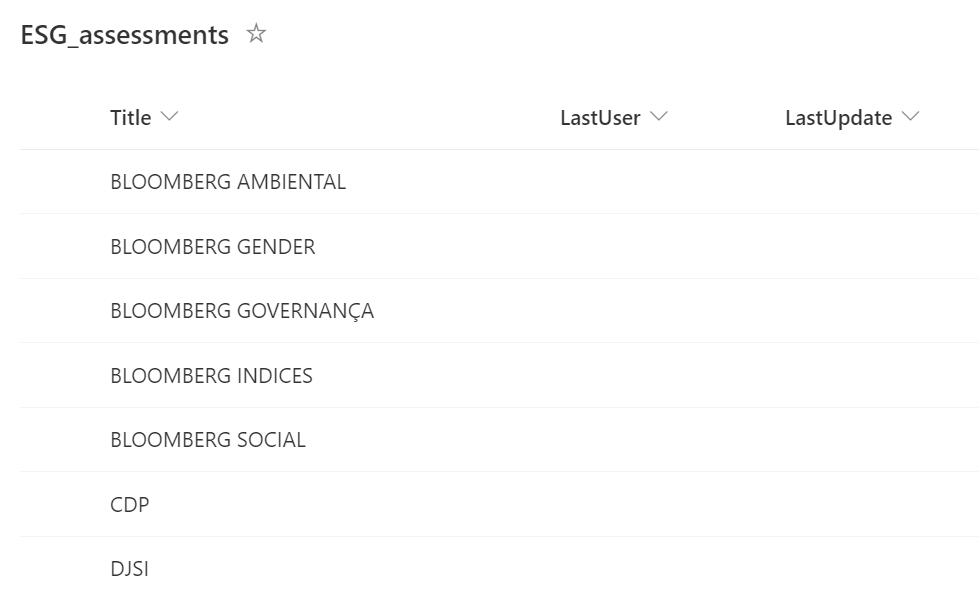 ESG_assessments
Title LastUser LastUpdate
BLOOMBERG AMBIENTAL
BLOOMBERG GENDER
BLOOMBERG GOVERNANÇA
BLOOMBERG INDICES
BLOOMBERG SOCIAL
CDP
DJSI